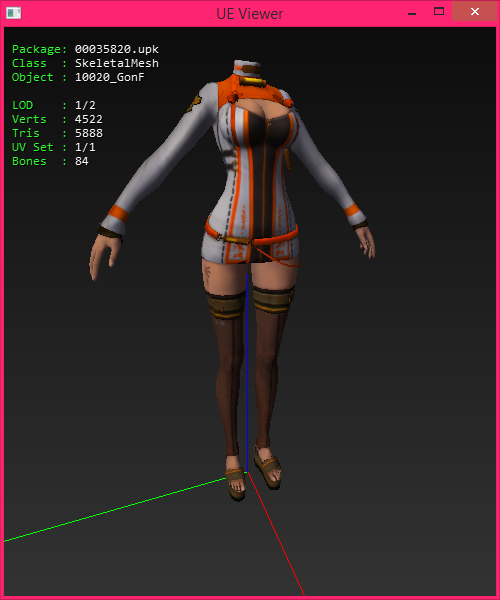 UE Viewer
Package: 00035820.upk
Class : SkeletalMesh
Object : 10020_GonF
LOD : 1/2
Verts : 4522
Tris : 5888
UV Set : 1/1
Bones : 84